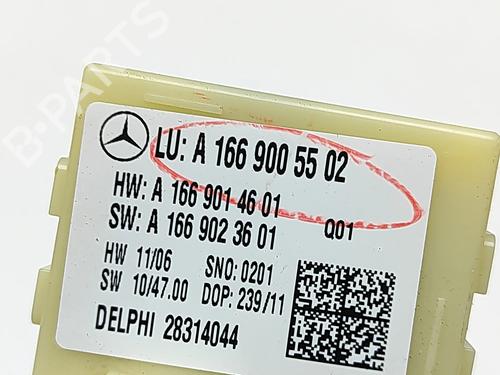 LU: A 166 900 55 02
HW: A 166 901 46 01
SW: A 166 902 36 01 Q01
HW 11/06 SNO: 0201
SW 10/47.00 DOP: 239/11
DELPHI 28314044
B-PARTS